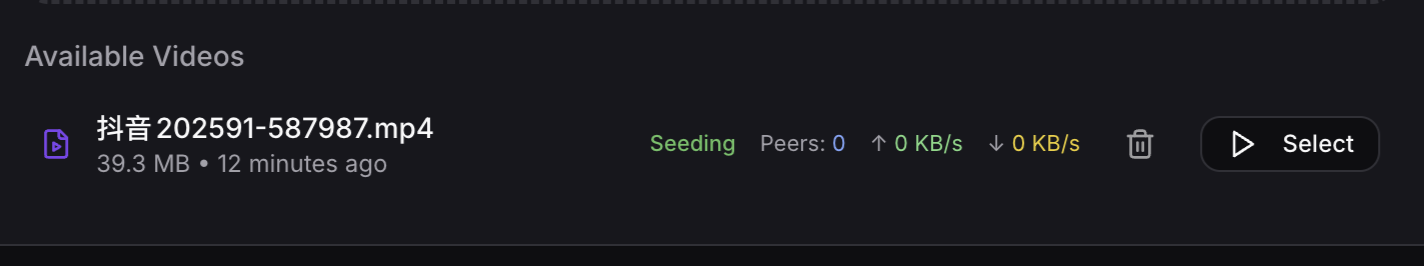 Available Videos
抖音202591-587987.mp4
39.3 MB • 12 minutes ago
Seeding Peers: 0 ↑ 0 KB/s ↓ 0 KB/s Select